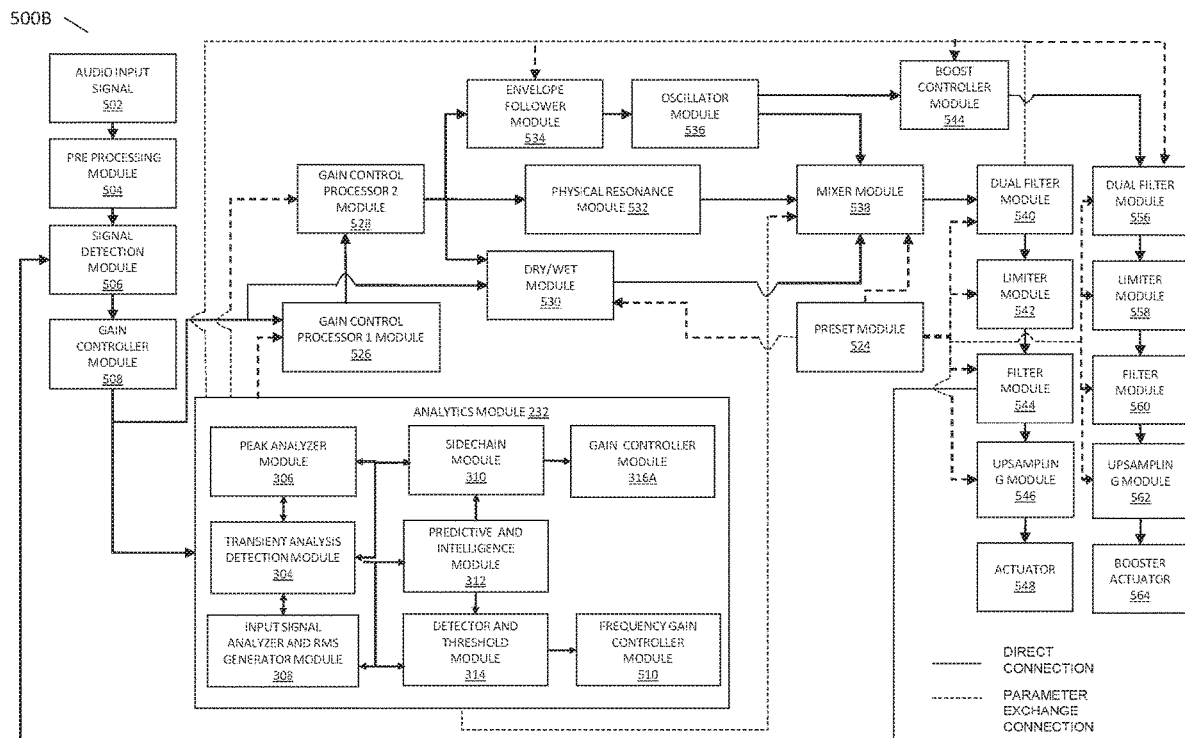 500B
AUDIO INPUT
SIGNAL
502
PRE PROCESSING
MODULE
504
SIGNAL
DETECTION
MODULE
506
GAIN
CONTROLLER
MODULE
508
GAIN CONTROL
PROCESSOR 2
MODULE
528
GAIN CONTROL
PROCESSOR 1 MODULE
526
ENVELOPE
FOLLOWER
MODULE
534
OSCILLATOR
MODULE
536
BOOST
CONTROLLER
MODULE
544
PHYSICAL RESONANCE
MODULE 532
MIXER MODULE
538
DRY/WET
MODULE
530
PRESET MODULE
524
DUAL FILTER
MODULE
540
LIMITER
MODULE
542
FILTER
MODULE
544
UPSAMPLIN
G MODULE
546
ACTUATOR
548
DUAL FILTER
MODULE
556
LIMITER
MODULE
558
FILTER
MODULE
560
UPSAMPLIN
G MODULE
562
BOOSTER
ACTUATOR
564
ANALYTICS MODULE 232
PEAK ANALYZER
MODULE
306
TRANSIENT ANALYSIS
DETECTION MODULE
304
INPUT SIGNAL
ANALYZER AND RMS
GENERATOR MODULE
308
SIDECHAIN
MODULE
310
PREDICTIVE AND
INTELLIGENCE
MODULE
312
DETECTOR AND
THRESHOLD
MODULE
314
GAIN CONTROLLER
MODULE
316A
FREQUENCY GAIN
CONTROLLER
MODULE
510
DIRECT
CONNECTION
PARAMETER
EXCHANGE
CONNECTION